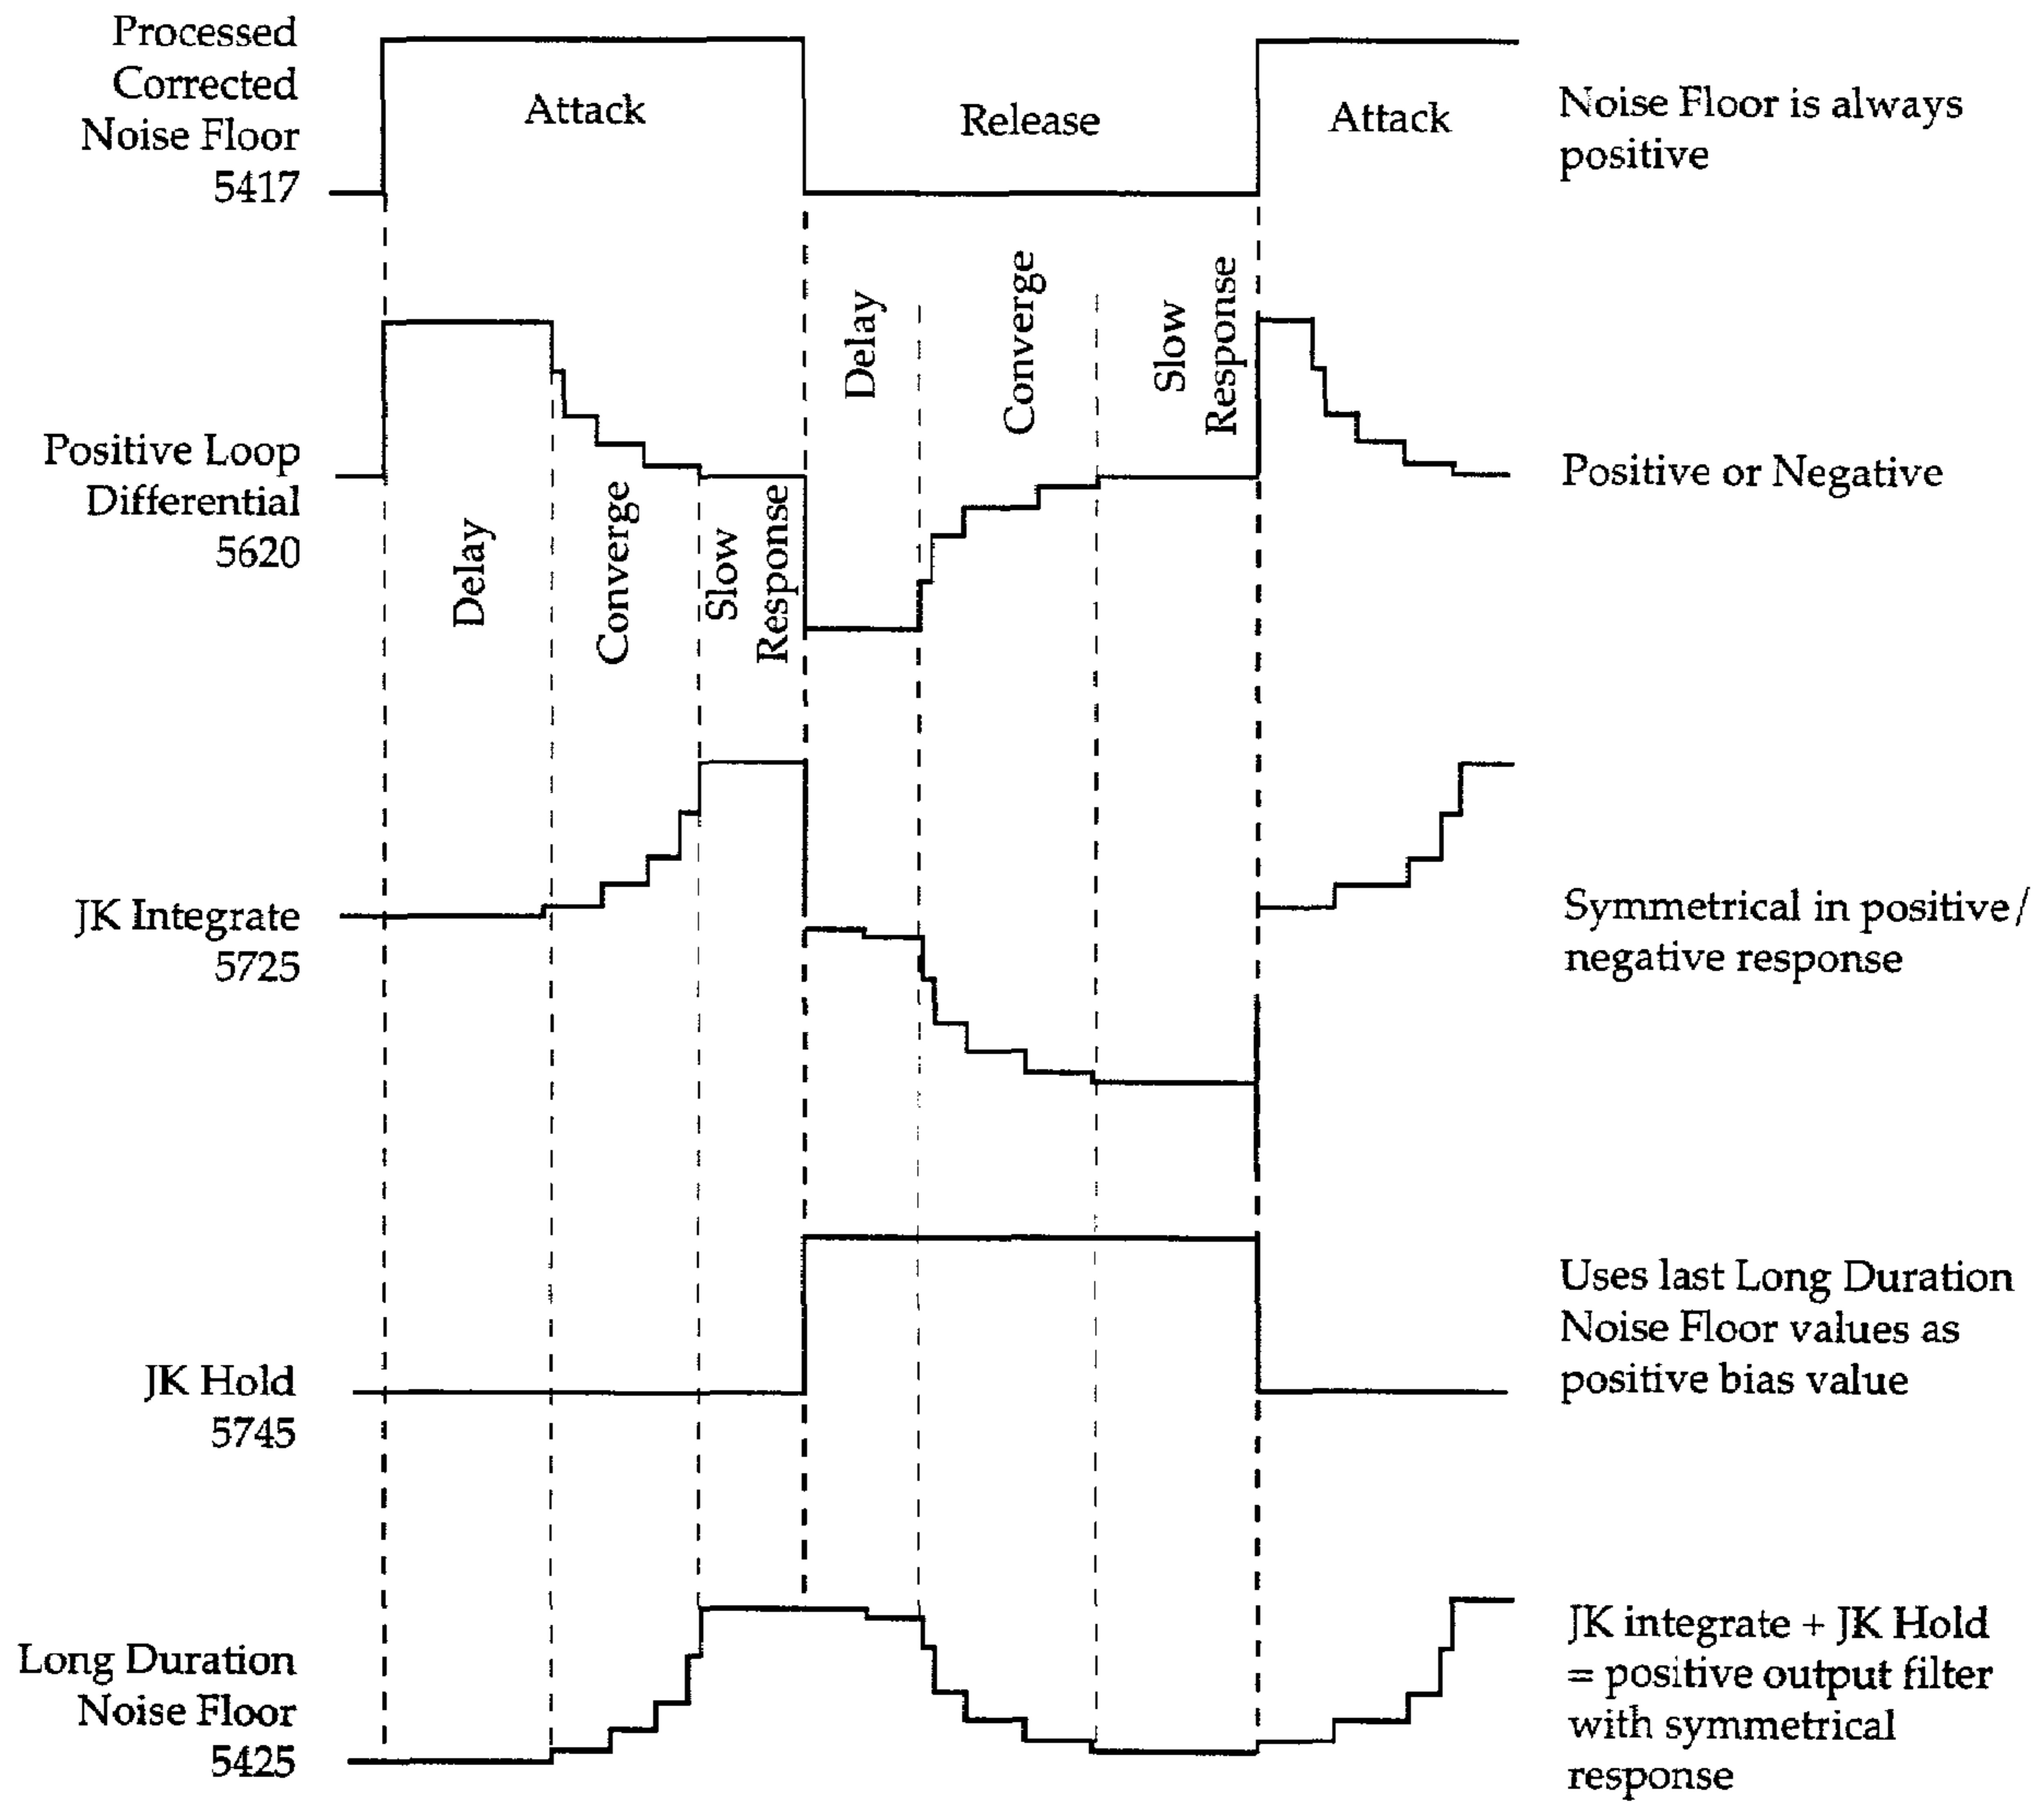 Processed
Corrected
Noise Floor
5417
Attack
Release
Attack
Noise Floor is always
positive
Delay
Converge
Slow
Response
Positive Loop
Differential
5620
Delay
Converge
Slow
Response
Positive or Negative
JK Integrate
5725
Symmetrical in positive/
negative response
JK Hold
5745
Uses last Long Duration
Noise Floor values as
positive bias value
Long Duration
Noise Floor
5425
JK integrate + JK Hold
= positive output filter
with symmetrical
response